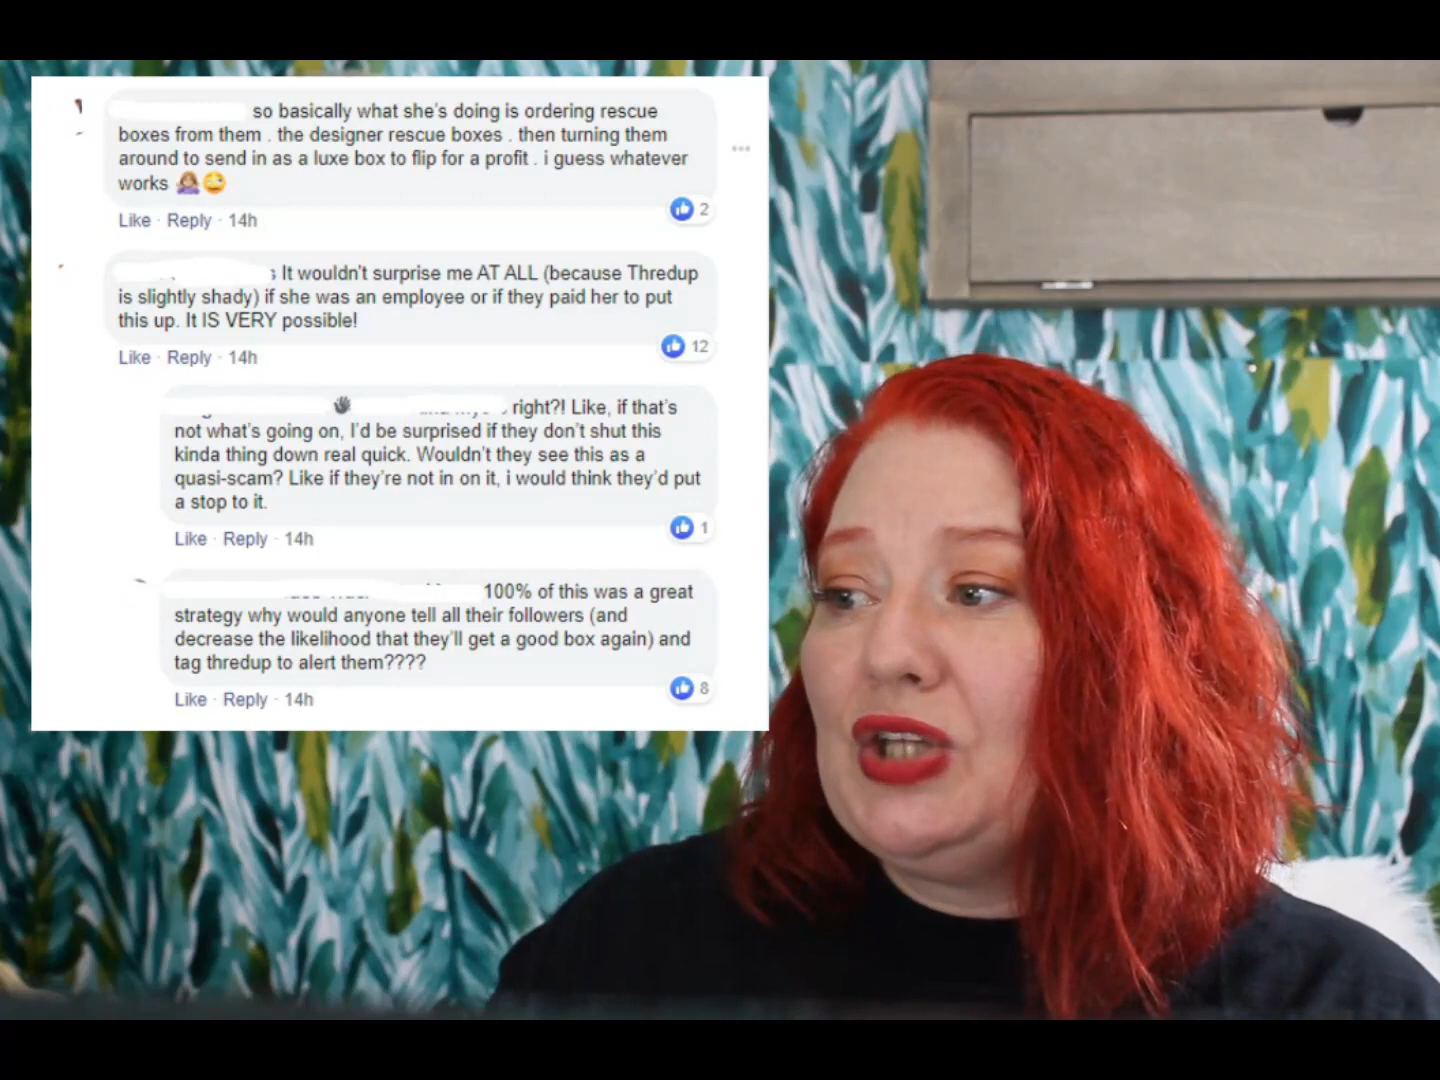 so basically what she's doing is ordering rescue
boxes from them . the designer rescue boxes . then turning them
around to send in as a luxe box to flip for a profit . i guess whatever
works
2
Like · Reply · 14h
It wouldn't surprise me AT ALL (because Thredup
is slightly shady) if she was an employee or if they paid her to put
this up. It IS VERY possible!
12
Like · Reply · 14h
right?! Like, if that's
not what's going on, I'd be surprised if they don't shut this
kinda thing down real quick. Wouldn't they see this as a
quasi-scam? Like if they're not in on it, i would think they'd put
a stop to it.
1
Like · Reply · 14h
100% of this was a great
strategy why would anyone tell all their followers (and
decrease the likelihood that they'll get a good box again) and
tag thredup to alert them????
8
Like · Reply · 14h